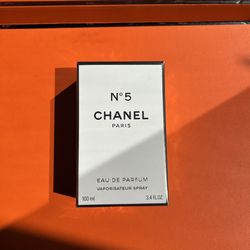 N°5
CHANEL
PARIS
EAU DE PARFUM
VAPORISATEUR SPRAY
100 ml 3.4 FL.OZ.